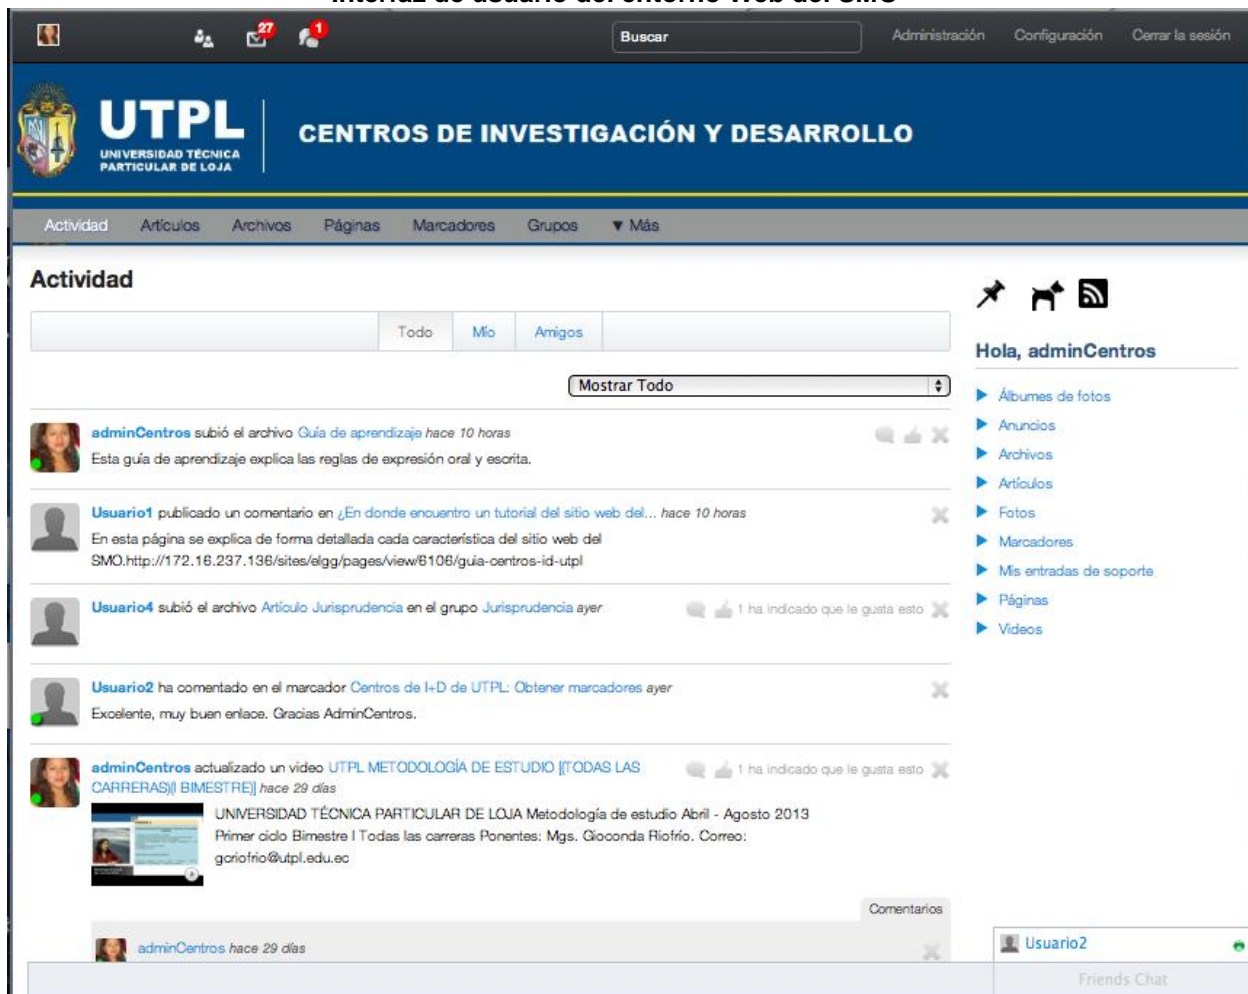 Interfaz de usuario del entorno Web del SMO
27
1
Buscar
Administración
Configuración
Cerrar la sesión
UTPL
UNIVERSIDAD TÉCNICA
PARTICULAR DE LOJA
CENTROS DE INVESTIGACIÓN Y DESARROLLO
Actividad
Artículos
Archivos
Páginas
Marcadores
Grupos
▼ Más
Actividad
Todo
Mío
Amigos
Mostrar Todo
adminCentros subió el archivo Guía de aprendizaje hace 10 horas
Esta guía de aprendizaje explica las reglas de expresión oral y escrita.
Usuario1 publicado un comentario en ¿En donde encuentro un tutorial del sitio web del... hace 10 horas
En esta página se explica de forma detallada cada característica del sitio web del
SMO.http://172.16.237.136/sites/elgg/pages/view/6106/guia-centros-id-utpl
Usuario4 subió el archivo Artículo Jurisprudencia en el grupo Jurisprudencia ayer
1 ha indicado que le gusta esto
Usuario2 ha comentado en el marcador Centros de I+D de UTPL: Obtener marcadores ayer
Excelente, muy buen enlace. Gracias AdminCentros.
adminCentros actualizado un video UTPL METODOLOGÍA DE ESTUDIO [(TODAS LAS
CARRERAS)(I BIMESTRE)] hace 29 días
1 ha indicado que le gusta esto
UNIVERSIDAD TÉCNICA PARTICULAR DE LOJA Metodología de estudio Abril - Agosto 2013
Primer ciclo Bimestre I Todas las carreras Ponentes: Mgs. Gioconda Riofrío. Correo:
gcriofrio@utpl.edu.ec
Comentarios
adminCentros hace 29 días
Hola, adminCentros
Álbumes de fotos
Anuncios
Archivos
Artículos
Fotos
Marcadores
Mis entradas de soporte
Páginas
Videos
Usuario2
Friends Chat